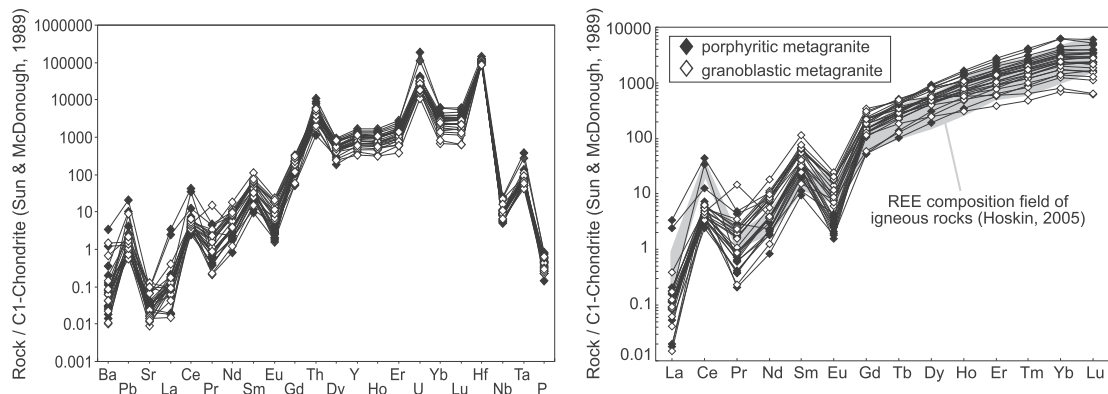 Rock / C1-Chondrite (Sun & McDonough, 1989)
1000000
100000
10000
1000
100
10
1
0.1
0.01
0.001
Ba Sr Ce Nd Eu Th Y Er Yb Hf Ta
Pb La Pr Sm Gd Dy Ho U Lu Nb P
Rock / C1-Chondrite (Sun & McDonough, 1989)
10000
1000
100
10
1
0.1
0.01
porphyritic metagranite
granoblastic metagranite
REE composition field of
igneous rocks (Hoskin, 2005)
La Ce Pr Nd Sm Eu Gd Tb Dy Ho Er Tm Yb Lu